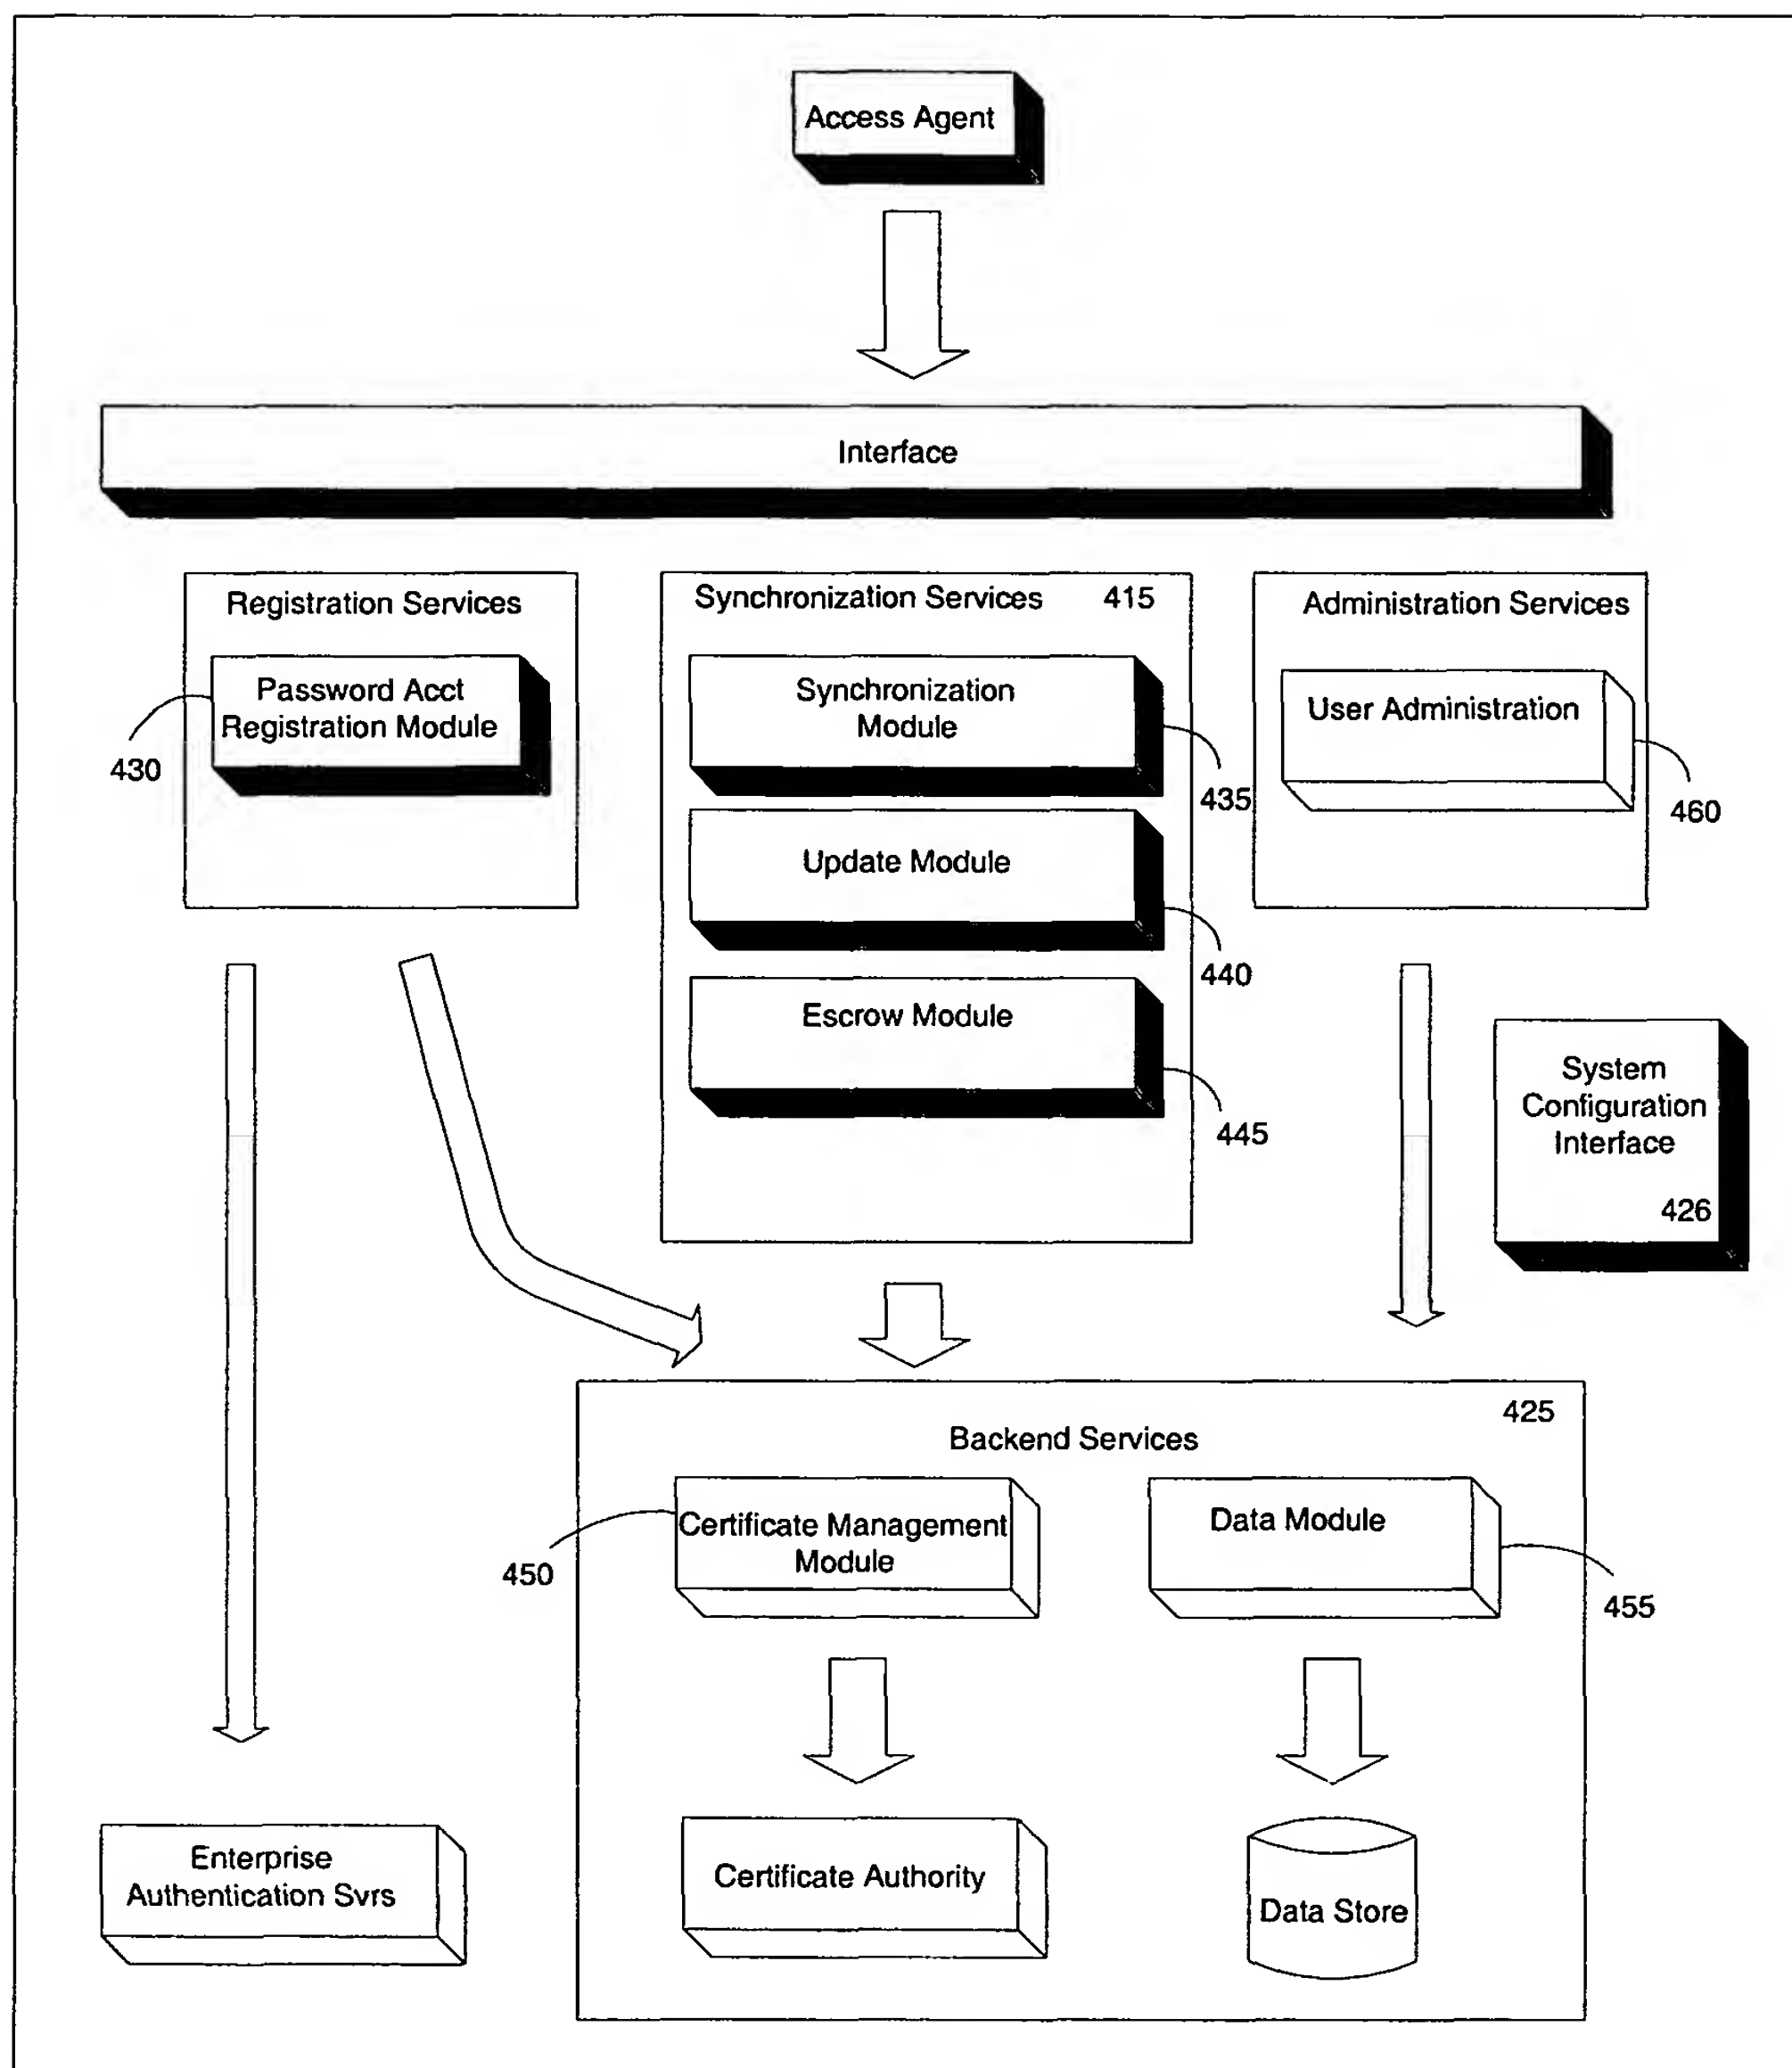 Access Agent
Interface
Registration Services
Password Acct
Registration Module
430
Synchronization Services 415
Synchronization
Module
435
Update Module
440
Escrow Module
445
Administration Services
User Administration
460
System
Configuration
Interface
426
425
Backend Services
Certificate Management
Module
450
Data Module
455
Enterprise
Authentication Svrs
Certificate Authority
Data Store